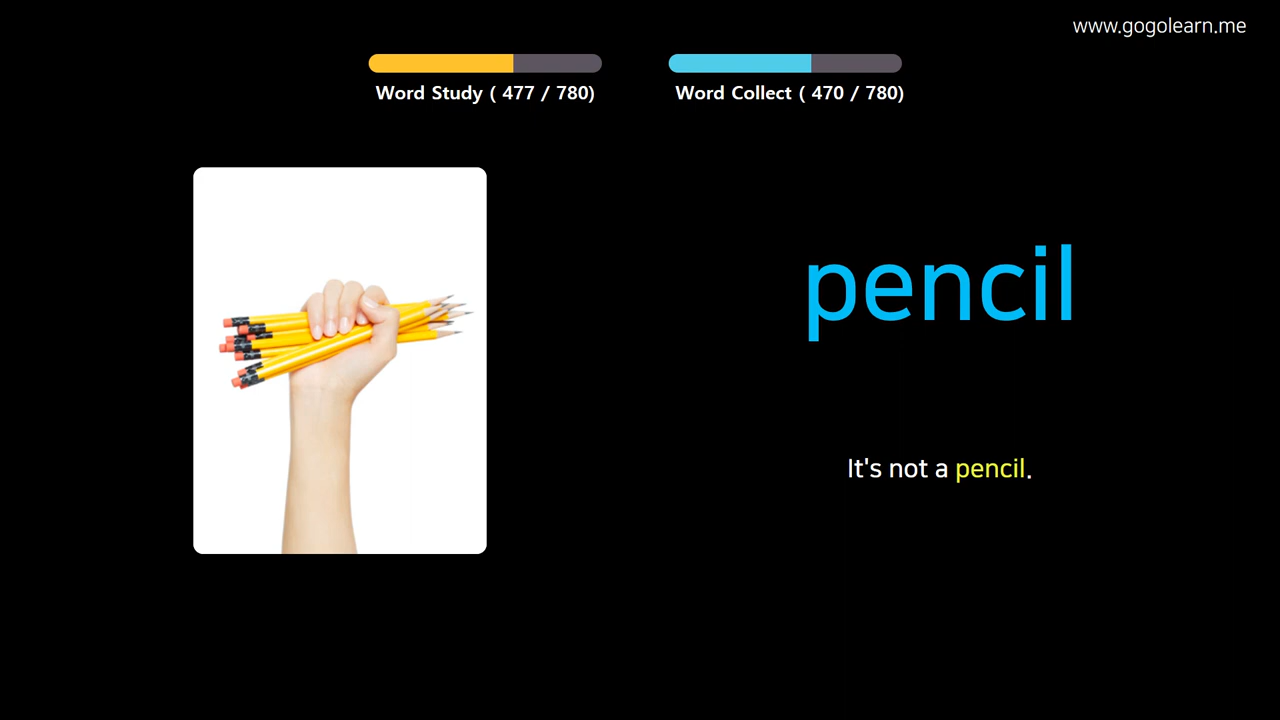 www.gogolearn.me
Word Study ( 477 / 780)
Word Collect ( 470 / 780)
pencil
It's not a pencil.